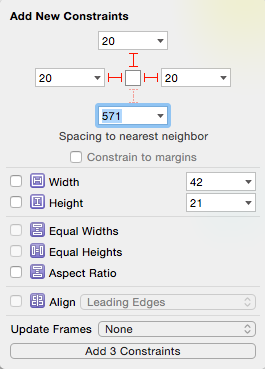 Add New Constraints
20
20 20
571
Spacing to nearest neighbor
Constrain to margins
Width 42
Height 21
Equal Widths
Equal Heights
Aspect Ratio
Align Leading Edges
Update Frames None
Add 3 Constraints